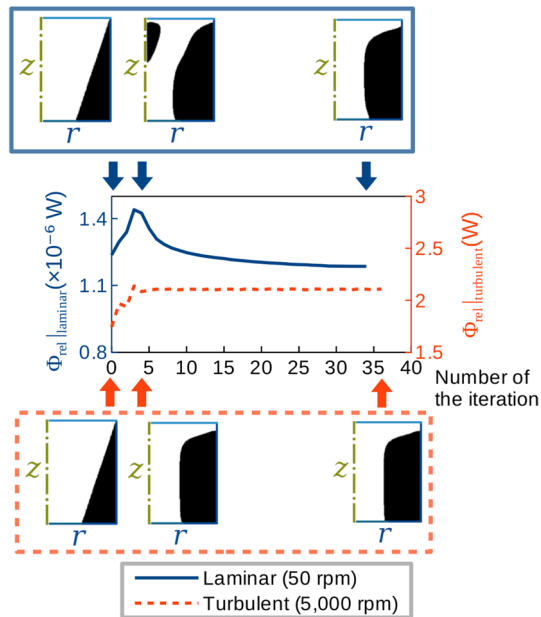 z z z
r r r
Φrel|laminar(×10⁻⁶ W)
1.4
1.1
0.8
3
2.5
2
1.5
Φrel|turbulent(W)
0 5 10 15 20 25 30 35 40
Number of
the iteration
z z z
r r r
Laminar (50 rpm)
Turbulent (5,000 rpm)